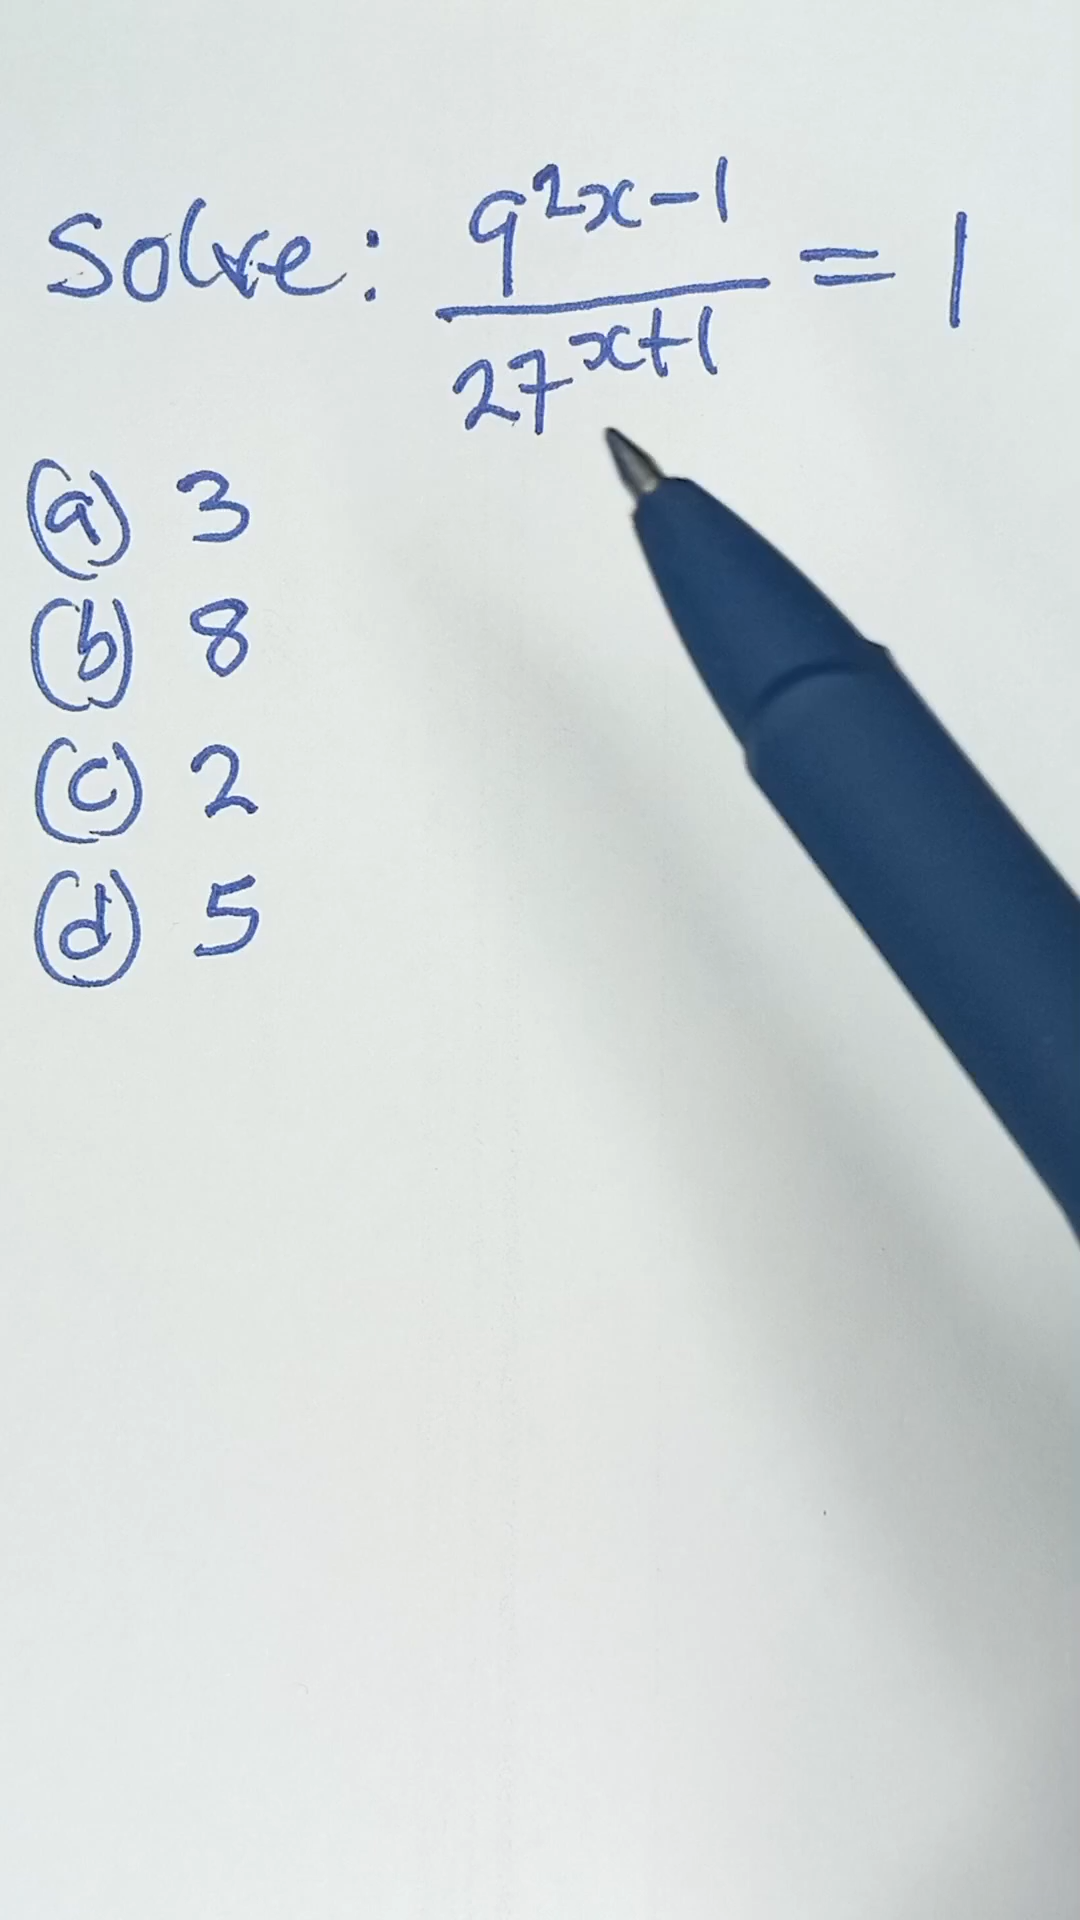 Solve: 9^{2x-1}/27^{x+1} = 1
(a) 3
(b) 8
(c) 2
(d) 5